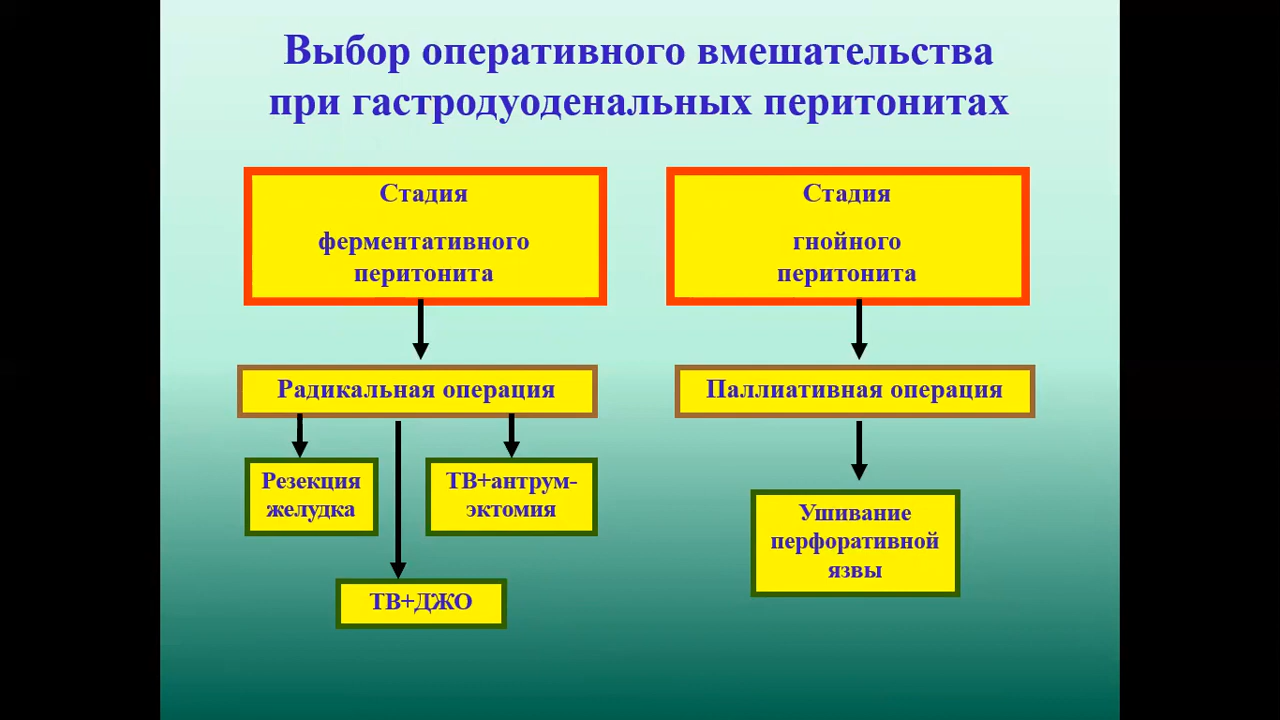 Выбор оперативного вмешательства
при гастродуоденальных перитонитах
Стадия
ферментативного
перитонита
Стадия
гнойного
перитонита
Радикальная операция
Паллиативная операция
Резекция
желудка
ТВ+антрум-
эктомия
ТВ+ДЖО
Ушивание
перфоративной
язвы